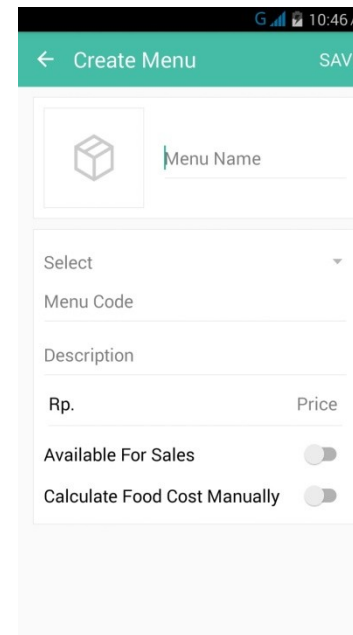 G 10:46
Create Menu SAV
Menu Name
Select
Menu Code
Description
Rp. Price
Available For Sales
Calculate Food Cost Manually